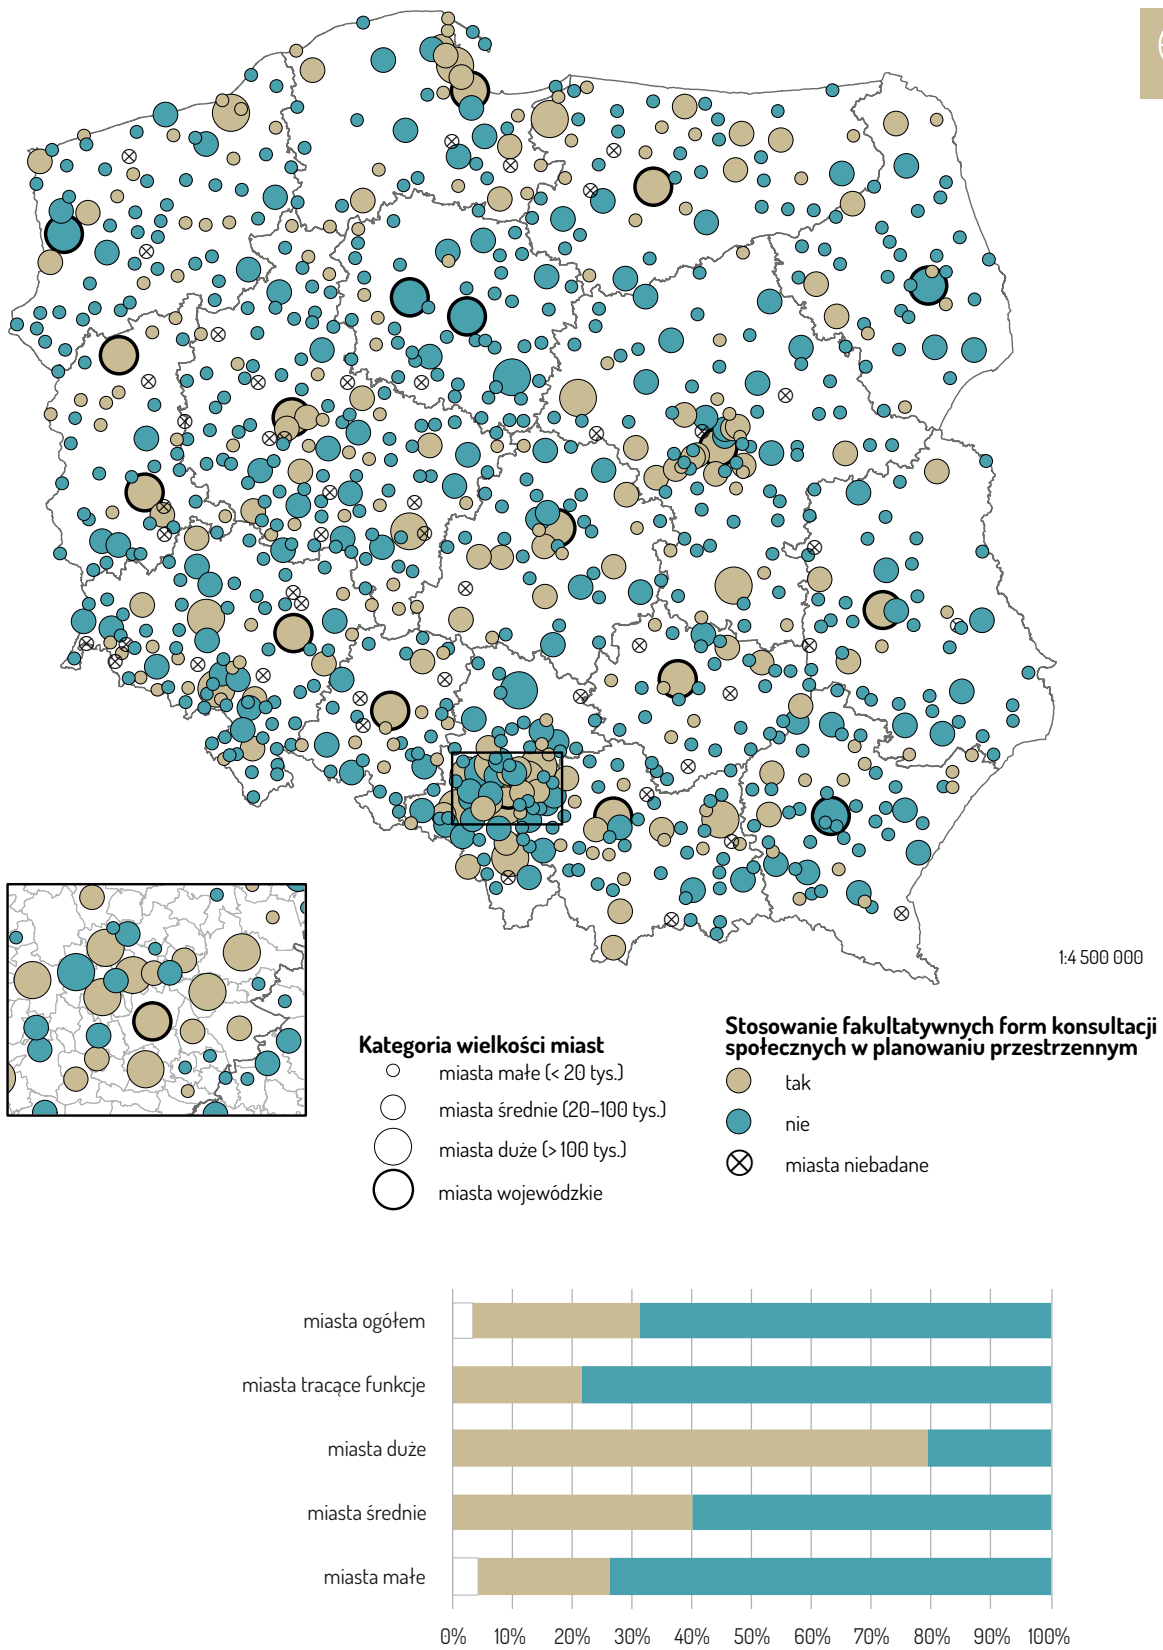 1:4 500 000
Kategoria wielkości miast
miasta małe (< 20 tys.)
miasta średnie (20–100 tys.)
miasta duże (> 100 tys.)
miasta wojewódzkie
Stosowanie fakultatywnych form konsultacji
społecznych w planowaniu przestrzennym
tak
nie
miasta niebadane
miasta ogółem
miasta tracące funkcje
miasta duże
miasta średnie
miasta małe
0% 10% 20% 30% 40% 50% 60% 70% 80% 90% 100%